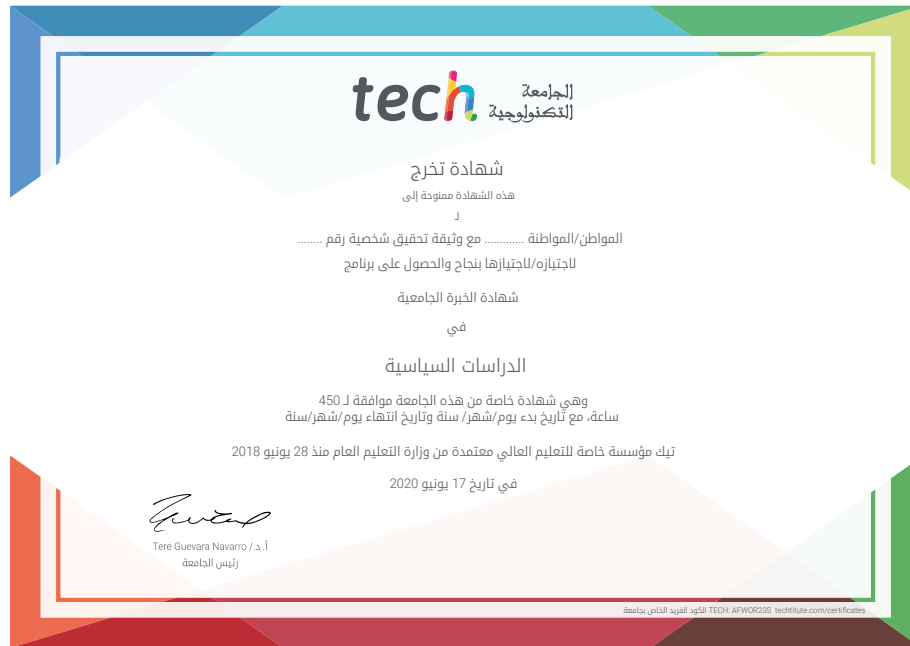 tech الجامعة
التكنولوجية
شهادة تخرج
هذه الشهادة ممنوحة إلى
لـ
المواطن/المواطنة ............ مع وثيقة تحقيق شخصية رقم ........
لاجتيازه/لاجتيازها بنجاح والحصول على برنامج
شهادة الخبرة الجامعية
في
الدراسات السياسية
وهي شهادة خاصة من هذه الجامعة موافقة لـ 450
ساعة، مع تاريخ بدء يوم/شهر/ سنة وتاريخ انتهاء يوم/شهر/سنة
تيك مؤسسة خاصة للتعليم العالي معتمدة من وزارة التعليم العام منذ 28 يونيو 2018
في تاريخ 17 يونيو 2020
أ.د./ Tere Guevara Navarro
رئيس الجامعة
الكود الفريد الخاص بجامعة TECH: AFWOR23S techtitute.com/certificates